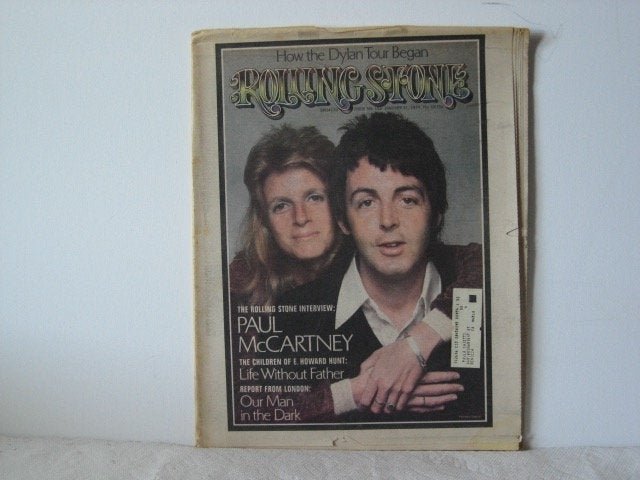 How the Dylan Tour Began
ROLLING STONE
THE ROLLING STONE INTERVIEW:
PAUL
McCARTNEY
THE CHILDREN OF E. HOWARD HUNT:
Life Without Father
REPORT FROM LONDON:
Our Man
in the Dark